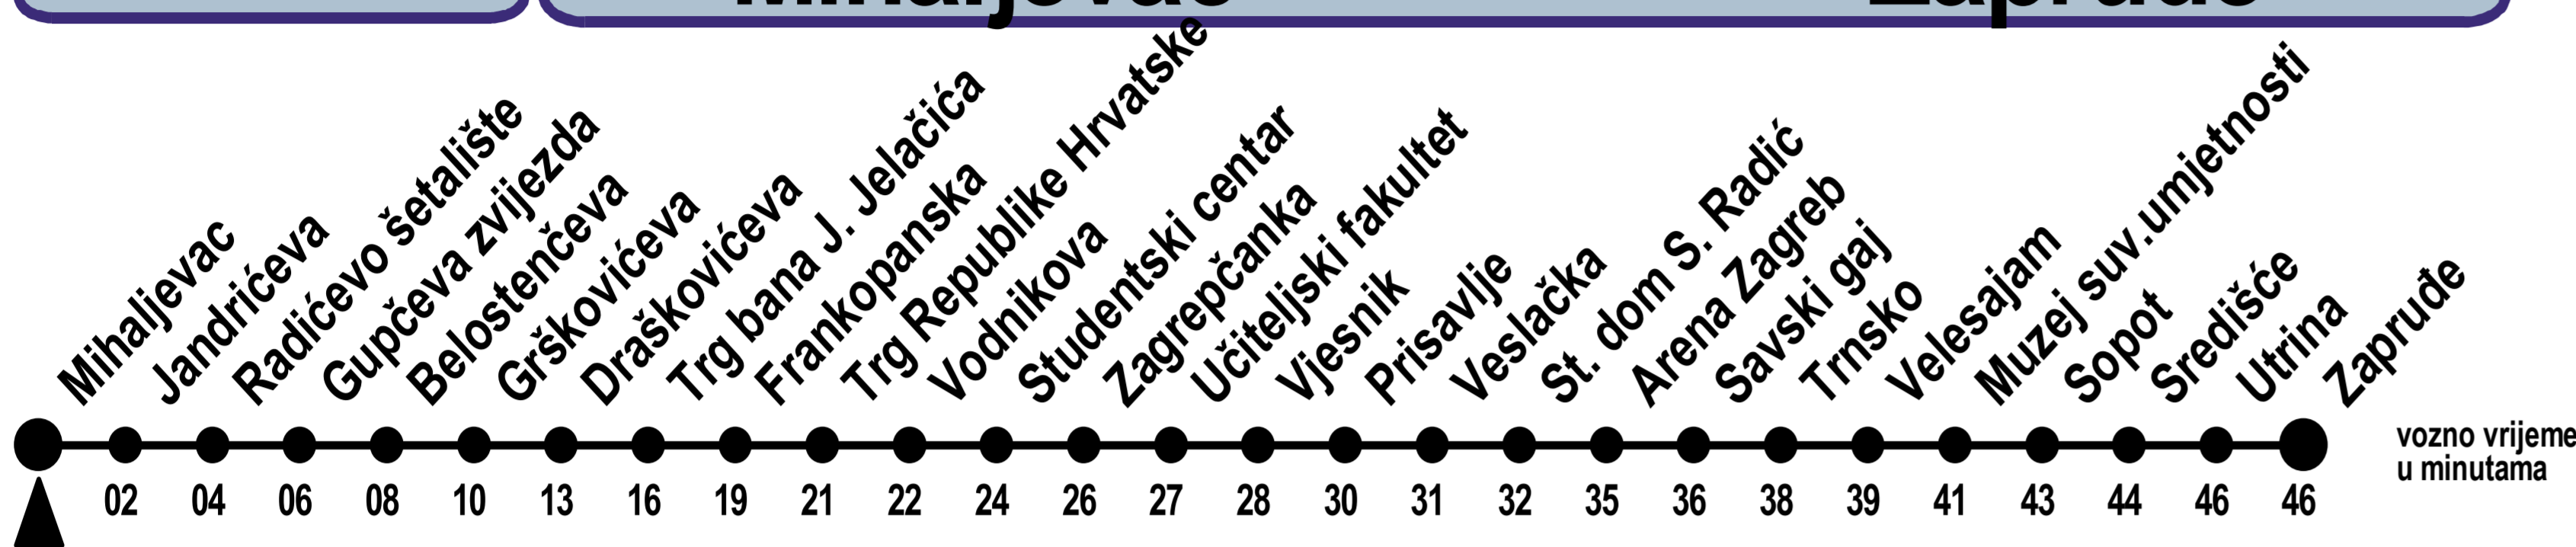 Mihaljevac
Zapruđe
Mihaljevac
Jandrićeva
Radićevo šetalište
Gupčeva zvijezda
Belostenčeva
Grškovićeva
Draškovićeva
Trg bana J. Jelačića
Frankopanska
Trg Republike Hrvatske
Vodnikova
Studentski centar
Zagrepčanka
Učiteljski fakultet
Vjesnik
Prisavlje
Veslačka
St. dom S. Radić
Arena Zagreb
Savski gaj
Trnsko
Velesajam
Muzej suv.umjetnosti
Sopot
Središće
Utrina
Zapruđe
vozno vrijeme
u minutama
02 04 06 08 10 13 16 19 21 22 24 26 27 28 30 31 32 35 36 38 39 41 43 44 46 46